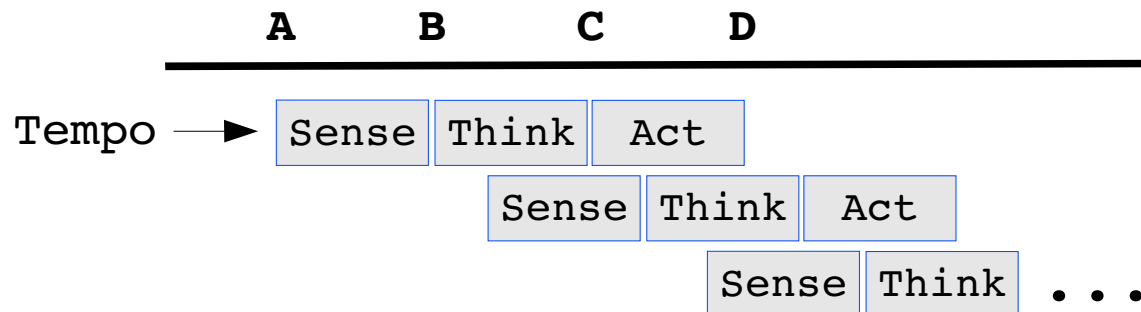 A B C D
Tempo Sense Think Act
Sense Think Act
Sense Think ...